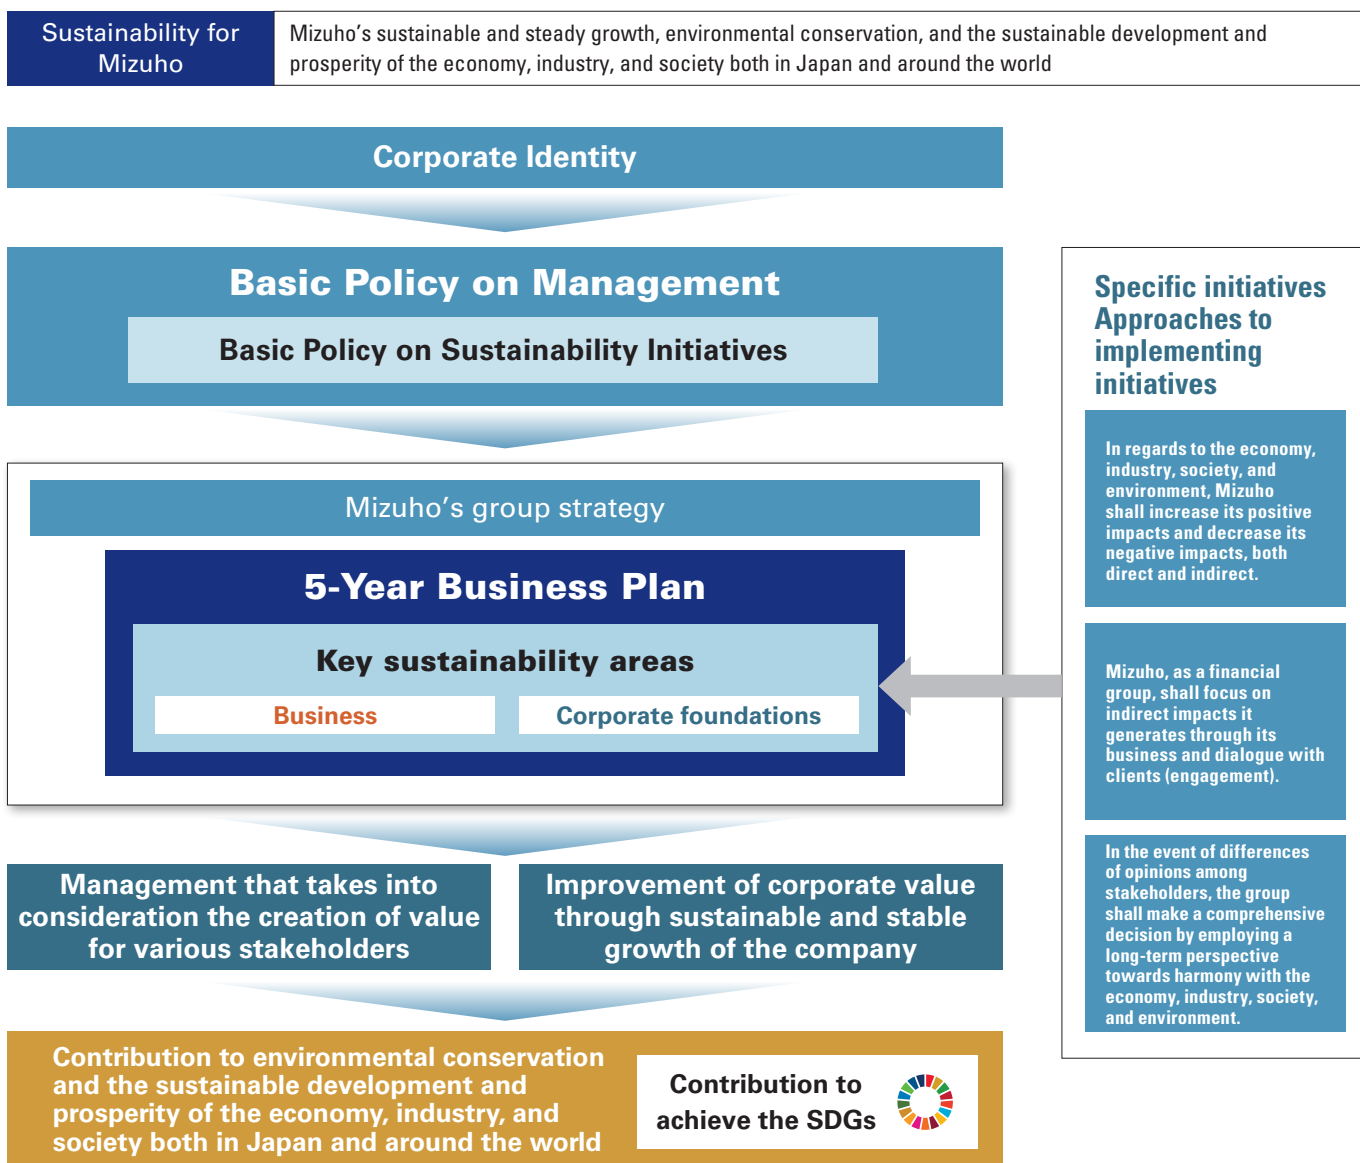 Sustainability for
Mizuho
Mizuho's sustainable and steady growth, environmental conservation, and the sustainable development and
prosperity of the economy, industry, and society both in Japan and around the world
Corporate Identity
Basic Policy on Management
Basic Policy on Sustainability Initiatives
Mizuho's group strategy
5-Year Business Plan
Key sustainability areas
Business
Corporate foundations
Specific initiatives
Approaches to
implementing
initiatives
In regards to the economy,
industry, society, and
environment, Mizuho
shall increase its positive
impacts and decrease its
negative impacts, both
direct and indirect.
Mizuho, as a financial
group, shall focus on
indirect impacts it
generates through its
business and dialogue with
clients (engagement).
In the event of differences
of opinions among
stakeholders, the group
shall make a comprehensive
decision by employing a
long-term perspective
towards harmony with the
economy, industry, society,
and environment.
Management that takes into
consideration the creation of value
for various stakeholders
Improvement of corporate value
through sustainable and stable
growth of the company
Contribution to environmental conservation
and the sustainable development and
prosperity of the economy, industry, and
society both in Japan and around the world
Contribution to
achieve the SDGs